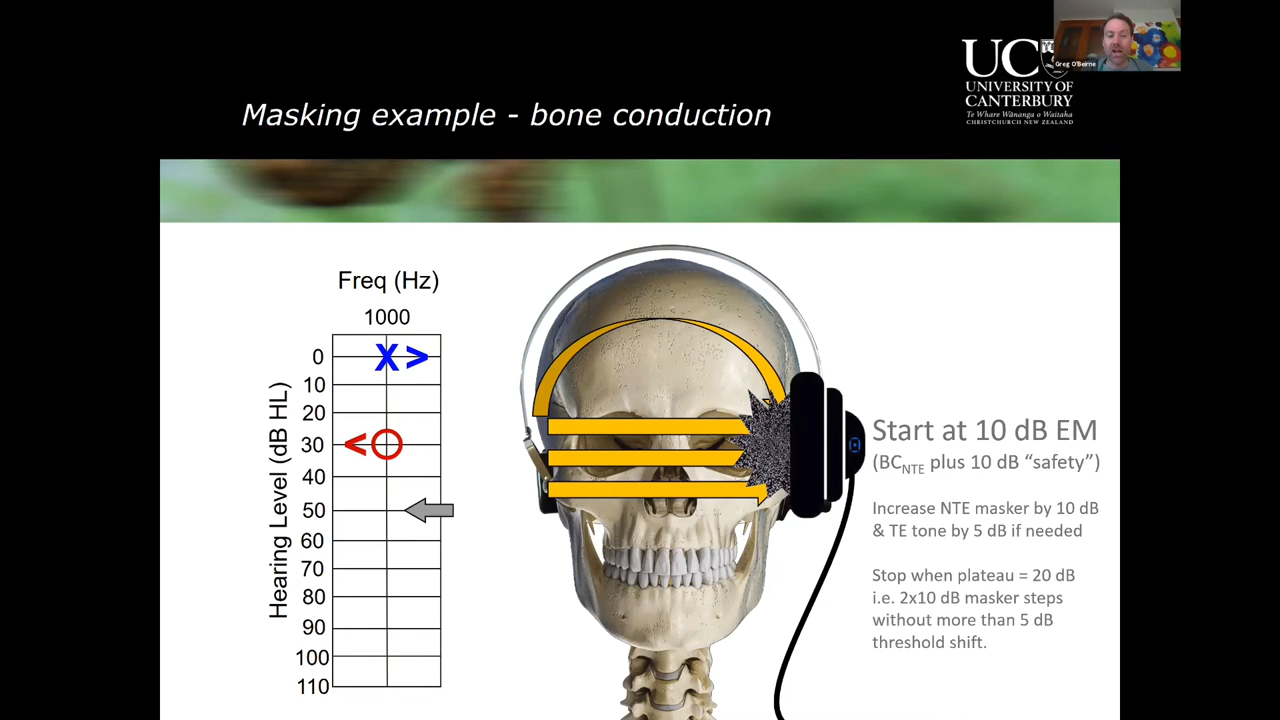 Masking example - bone conduction
UC
UNIVERSITY OF
CANTERBURY
Te Whare Wānanga o Waitaha
CHRISTCHURCH NEW ZEALAND
Greg O'Beirne
Freq (Hz)
1000
Hearing Level (dB HL)
0
10
20
30
40
50
60
70
80
90
100
110
X >
< O
Start at 10 dB EM
(BCNTE plus 10 dB “safety”)
Increase NTE masker by 10 dB
& TE tone by 5 dB if needed
Stop when plateau = 20 dB
i.e. 2x10 dB masker steps
without more than 5 dB
threshold shift.